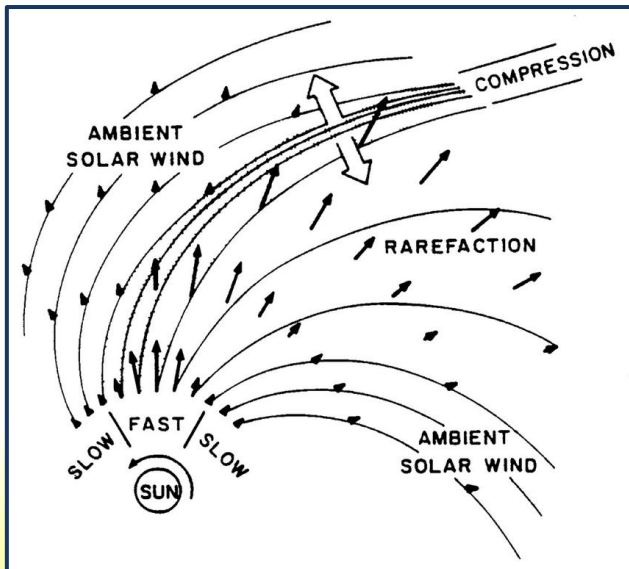 COMPRESSION
AMBIENT
SOLAR WIND
RAREFACTION
SLOW
FAST
SLOW
SUN
AMBIENT
SOLAR WIND